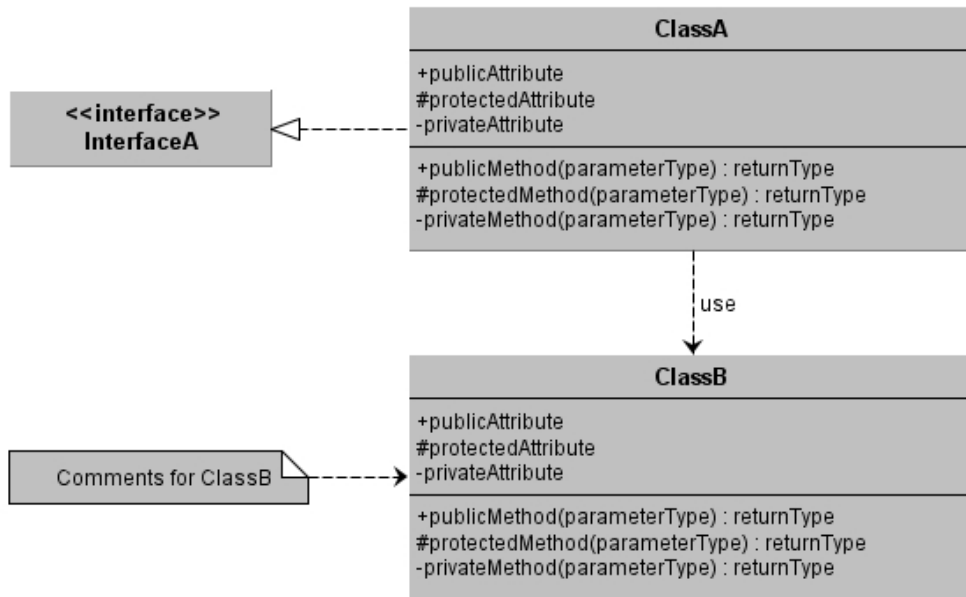 ClassA
+publicAttribute
#protectedAttribute
-privateAttribute
+publicMethod(parameterType) : returnType
#protectedMethod(parameterType) : returnType
-privateMethod(parameterType) : returnType
<<interface>>
InterfaceA
use
ClassB
+publicAttribute
#protectedAttribute
-privateAttribute
+publicMethod(parameterType) : returnType
#protectedMethod(parameterType) : returnType
-privateMethod(parameterType) : returnType
Comments for ClassB